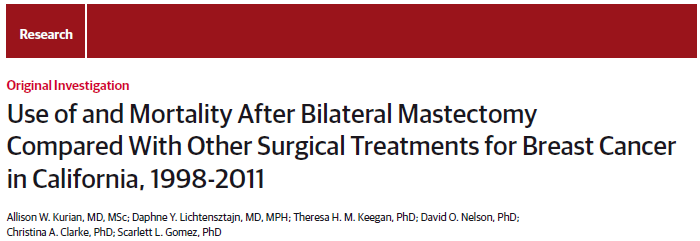 Research
Original Investigation
Use of and Mortality After Bilateral Mastectomy
Compared With Other Surgical Treatments for Breast Cancer
in California, 1998-2011
Allison W. Kurian, MD, MSc; Daphne Y. Lichtensztajn, MD, MPH; Theresa H. M. Keegan, PhD; David O. Nelson, PhD;
Christina A. Clarke, PhD; Scarlett L. Gomez, PhD